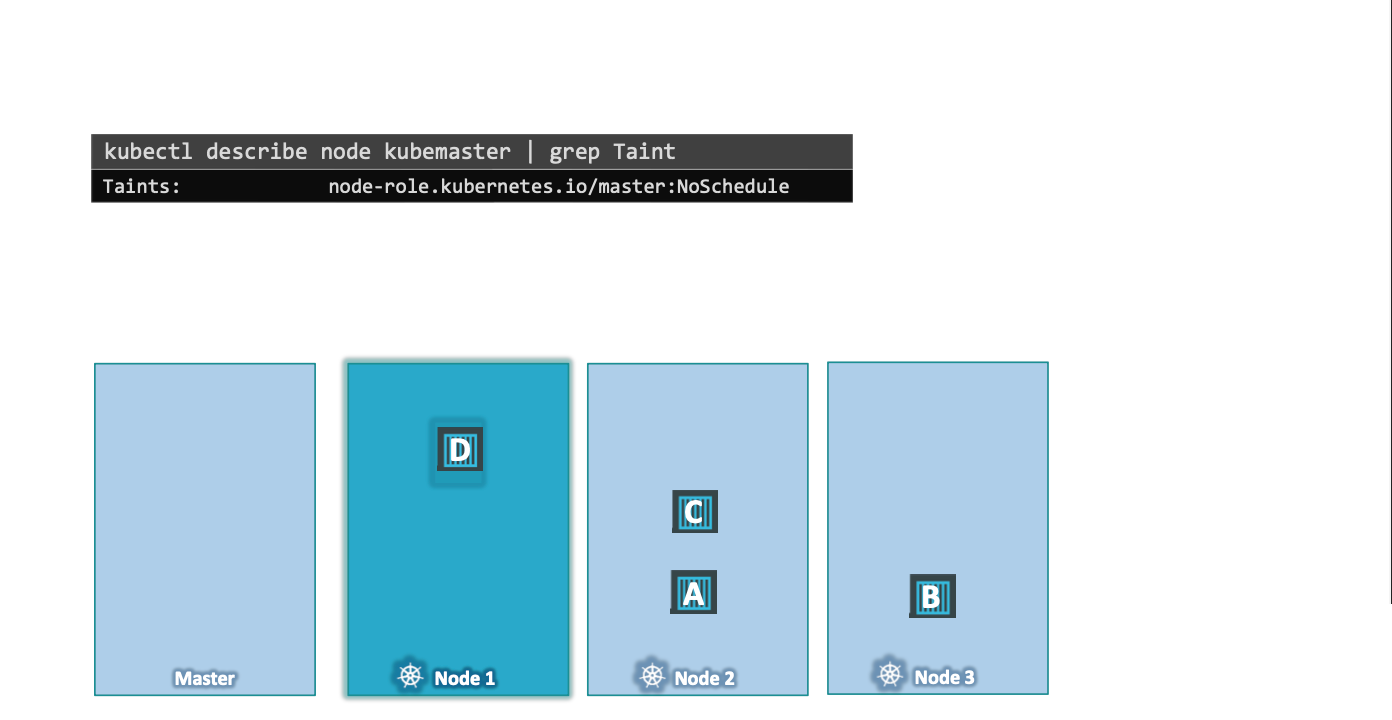 kubectl describe node kubemaster | grep Taint
Taints: node-role.kubernetes.io/master:NoSchedule
D
C
A
B
Master
Node 1
Node 2
Node 3